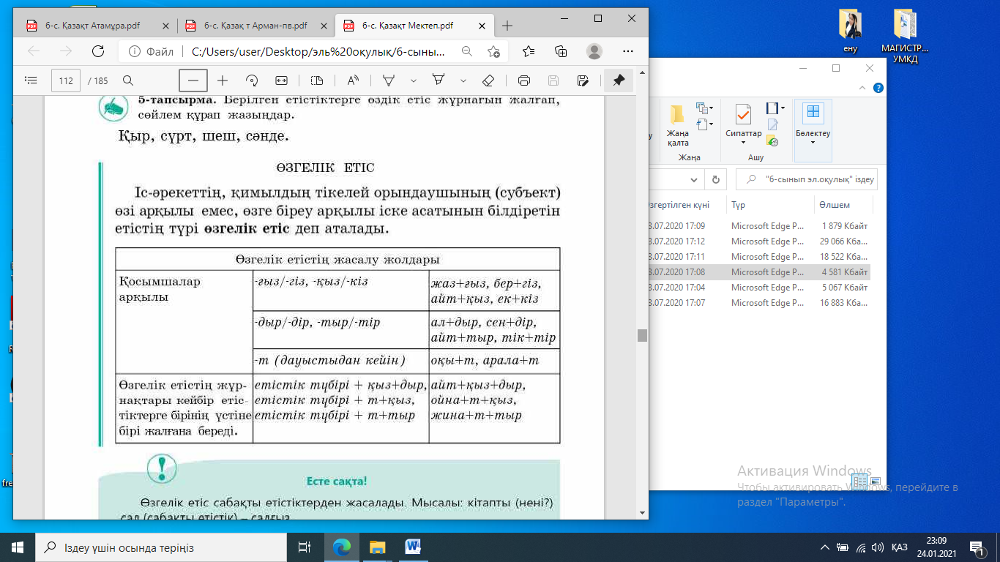 6-с. Қазақт Атамұра.pdf
6-с. Қазақ т Арман-пв.pdf
6-с. Қазақт Мектеп.pdf
Файл
C:/Users/user/Desktop/эль%20окулык/6-сыны...
112 / 185
5-тапсырма. Берілген етістіктерге өздік етіс жұрнағын жалғап,
сөйлем құрап жазыңдар.
Қыр, сүрт, шеш, сәнде.
ӨЗГЕЛІК ЕТІС
Іс-әрекеттің, қимылдың тікелей орындаушының (субъект)
өзі арқылы емес, өзге біреу арқылы іске асатынын білдіретін
етістің түрі өзгелік етіс деп аталады.
Өзгелік етістің жасалу жолдары
Қосымшалар
арқылы
-ғыз/-гіз, -қыз/-кіз
жаз+ғыз, бер+гіз,
айт+қыз, ек+кіз
-дыр/-дір, -тыр/-тір
ал+дыр, сен+дір,
айт+тыр, тік+тір
-т (дауыстыдан кейін)
оқы+т, арала+т
Өзгелік етістің жұр-
нақтары кейбір етіс-
тіктерге бірінің үстіне
бірі жалғана береді.
етістік түбірі + қыз+дыр,
етістік түбірі + т+қыз,
етістік түбірі + т+тыр
айт+қыз+дыр,
ойна+т+қыз,
жина+т+тыр
Есте сақта!
Өзгелік етіс сабақты етістіктерден жасалады. Мысалы: кітапты (нені?)
сал (сабақты етістік) – салғыз
Жаңа
қалта
Сипаттар
Бөлектеу
Жаңа
Ашу
"6-сынып эл.оқулық" іздеу
згертілген күні
Түр
Өлшем
3.07.2020 17:09 Microsoft Edge P... 1 879 Кбайт
3.07.2020 17:12 Microsoft Edge P... 29 066 Кба...
3.07.2020 17:11 Microsoft Edge P... 18 522 Кба...
3.07.2020 17:08 Microsoft Edge P... 4 581 Кбайт
3.07.2020 17:04 Microsoft Edge P... 5 067 Кбайт
3.07.2020 17:07 Microsoft Edge P... 16 883 Кба...
ену
МАГИСТР...
УМКД
Активация Windows
Чтобы активировать Windows, перейдите в
раздел "Параметры".
Іздеу үшін осында теріңіз
ҚАЗ
23:09
24.01.2021
1